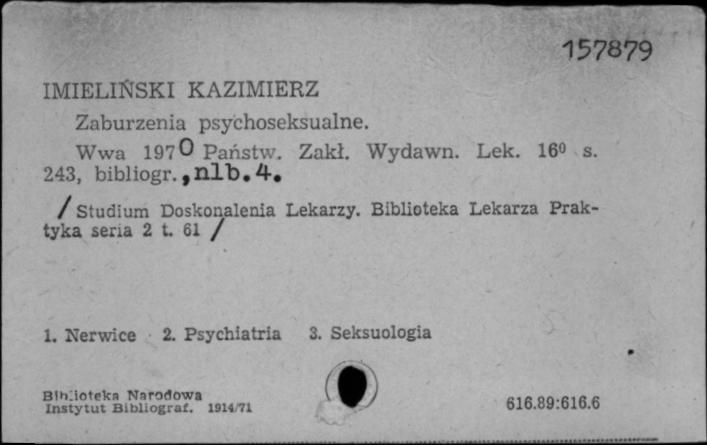 157879
IMIELIŃSKI KAZIMIERZ
Zaburzenia psychoseksualne.
Wwa 1970 Państw. Zakł. Wydawn. Lek. 16⁰ s.
243, bibliogr., nlb. 4.
/ Studium Doskonalenia Lekarzy. Biblioteka Lekarza Prak-
tyka seria 2 t. 61 /
1. Nerwice 2. Psychiatria 3. Seksuologia
Biblioteka Narodowa
Instytut Bibliograf. 1914/71
616.89:616.6